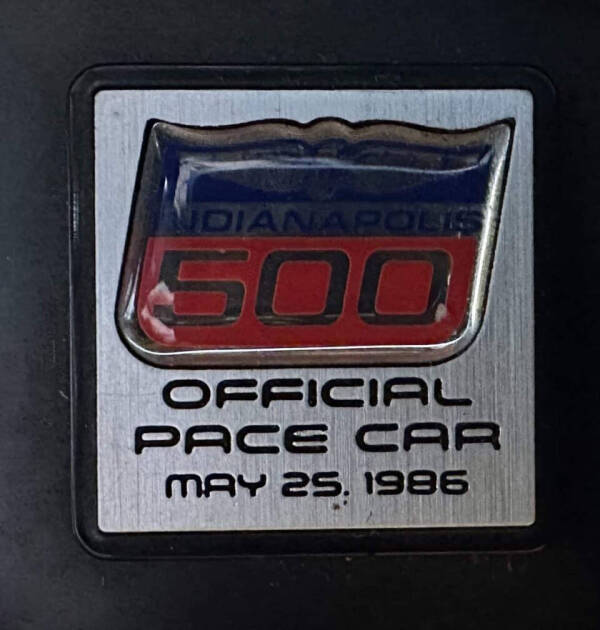 INDIANAPOLIS
500
OFFICIAL
PACE CAR
MAY 25, 1986